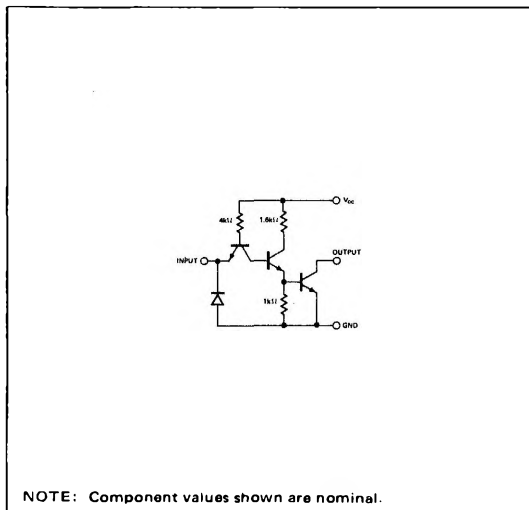 Vcc
4kΩ 1.6kΩ
OUTPUT
INPUT
1kΩ
GND
NOTE: Component values shown are nominal.